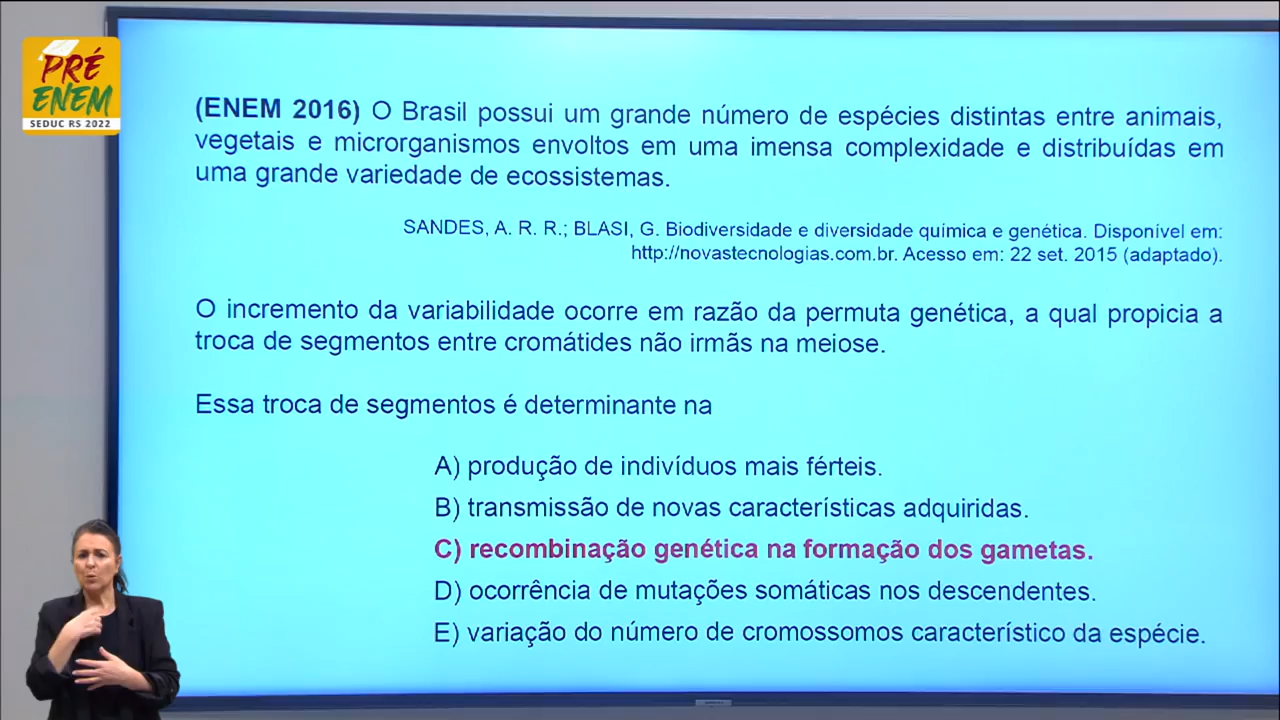 PRÉ
ENEM
SEDUC RS 2022
(ENEM 2016) O Brasil possui um grande número de espécies distintas entre animais,
vegetais e microrganismos envoltos em uma imensa complexidade e distribuídas em
uma grande variedade de ecossistemas.
SANDES, A. R. R.; BLASI, G. Biodiversidade e diversidade química e genética. Disponível em:
http://novastecnologias.com.br. Acesso em: 22 set. 2015 (adaptado).
O incremento da variabilidade ocorre em razão da permuta genética, a qual propicia a
troca de segmentos entre cromátides não irmãs na meiose.
Essa troca de segmentos é determinante na
A) produção de indivíduos mais férteis.
B) transmissão de novas características adquiridas.
C) recombinação genética na formação dos gametas.
D) ocorrência de mutações somáticas nos descendentes.
E) variação do número de cromossomos característico da espécie.